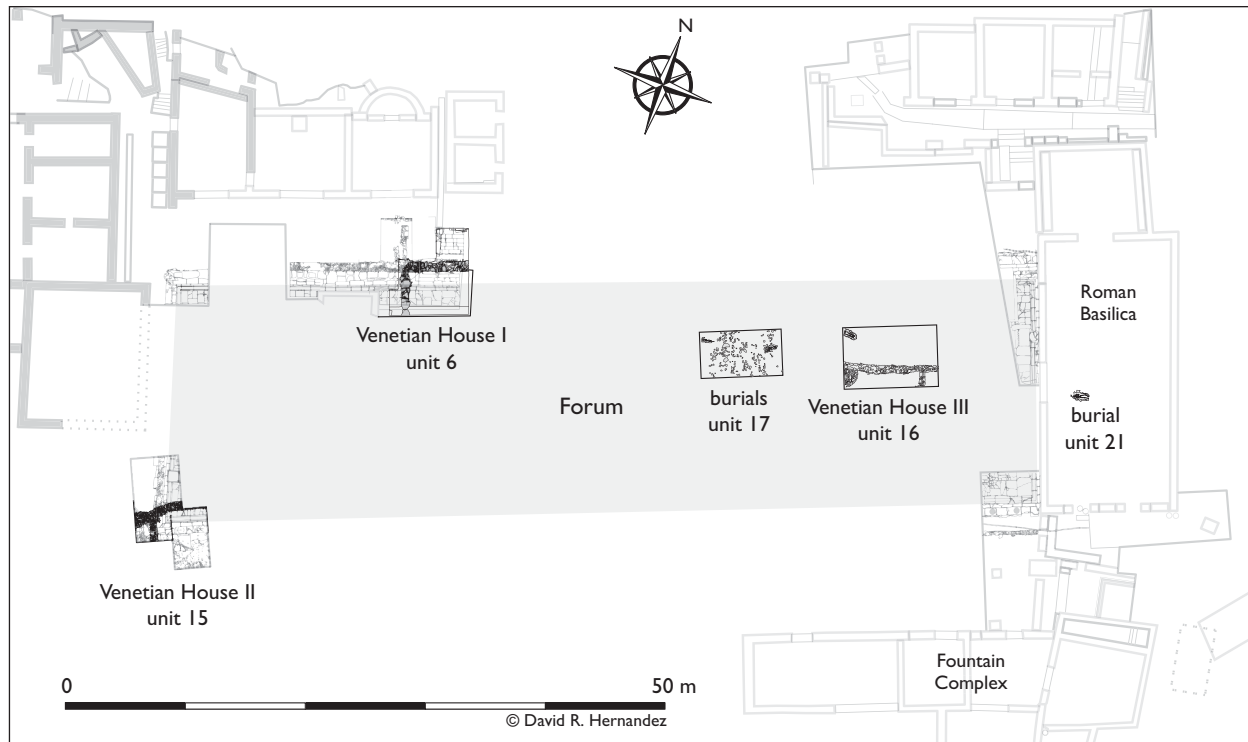 N
Venetian House I
unit 6
Roman
Basilica
Forum
burials
unit 17
Venetian House III
unit 16
burial
unit 21
Venetian House II
unit 15
Fountain
Complex
0
50 m
© David R. Hernandez